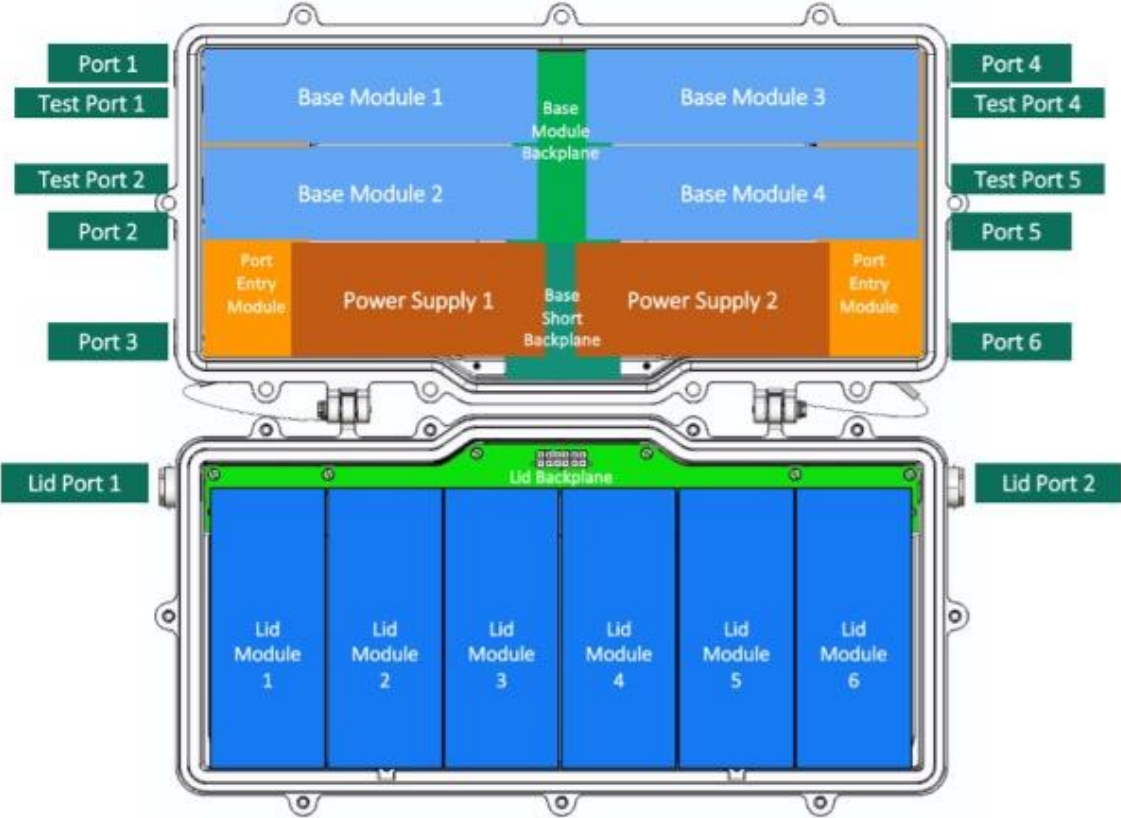 Port 1
Port 4
Test Port 1
Base Module 1
Base
Module
Backplane
Base Module 3
Test Port 4
Test Port 2
Base Module 2
Base Module 4
Test Port 5
Port 2
Port 5
Port
Entry
Module
Power Supply 1
Base
Short
Backplane
Power Supply 2
Port
Entry
Module
Port 3
Port 6
Lid Port 1
Lid Backplane
Lid Port 2
Lid
Module
1
Lid
Module
2
Lid
Module
3
Lid
Module
4
Lid
Module
5
Lid
Module
6